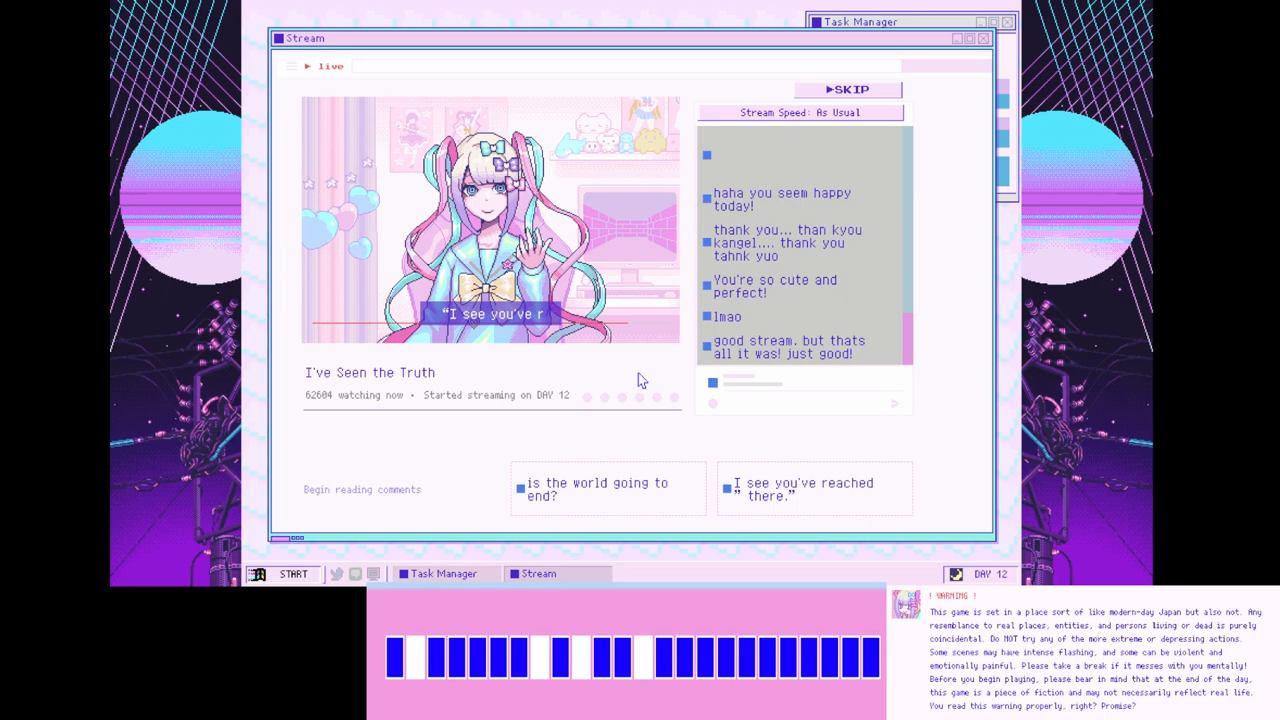 Task Manager
Stream
live
▶SKIP
Stream Speed: As Usual
haha you seem happy
today!
thank you... than kyou
kangel.... thank you
tahnk yuo
You're so cute and
perfect!
lmao
good stream. but thats
all it was! just good!
“I see you've r
I've Seen the Truth
62604 watching now • Started streaming on DAY 12
Begin reading comments
is the world going to
end?
I see you've reached
” there.”
START
Task Manager
Stream
DAY 12
! WARNING !
This game is set in a place sort of like modern-day Japan but also not. Any
resemblance to real places, entities, and persons living or dead is purely
coincidental. Do NOT try any of the more extreme or depressing actions.
Some scenes may have intense flashing, and some can be violent and
emotionally painful. Please take a break if it messes with you mentally!
Before you begin playing, please bear in mind that at the end of the day,
this game is a piece of fiction and may not necessarily reflect real life.
You read this warning properly, right? Promise?